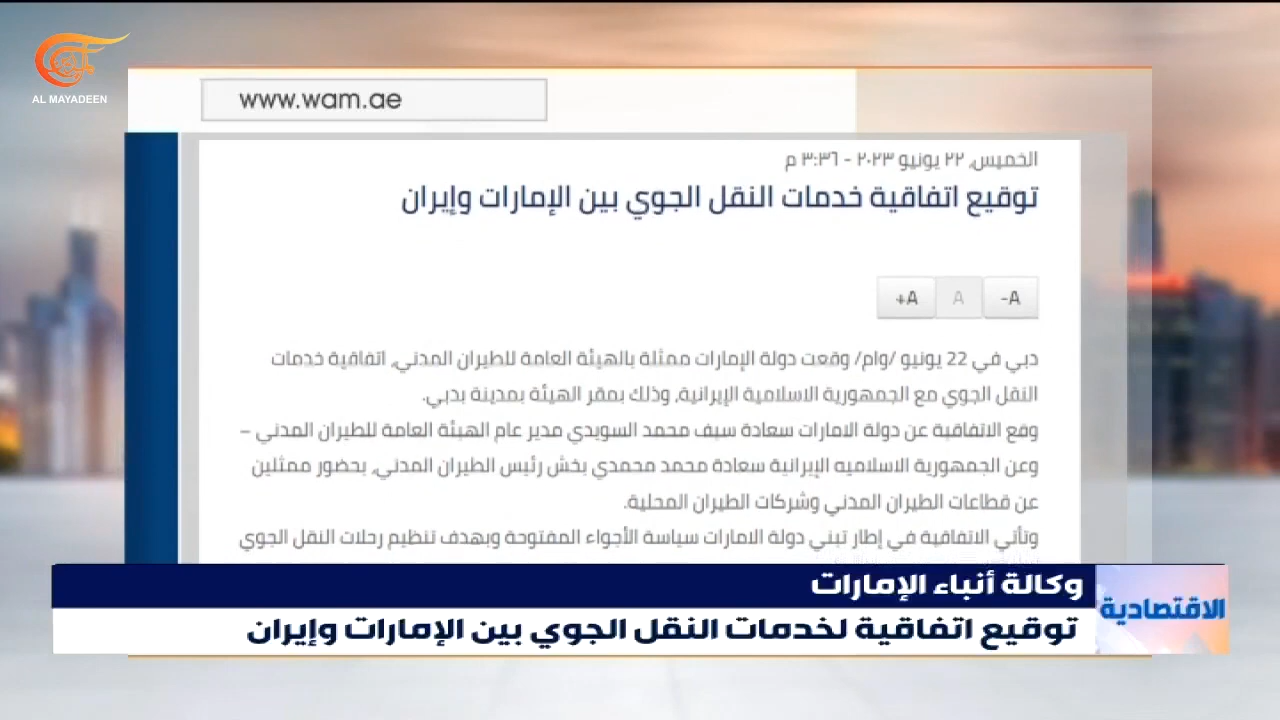 AL MAYADEEN
www.wam.ae
الخميس, ٢٢ يونيو ٢٠٢٣ - ٣:٣٦ م
توقيع اتفاقية خدمات النقل الجوي بين الإمارات وإيران
+A A -A
دبي في 22 يونيو /وام/ وقعت دولة الإمارات ممثلة بالهيئة العامة للطيران المدني, اتفاقية خدمات
النقل الجوي مع الجمهورية الاسلامية الإيرانية, وذلك بمقر الهيئة بمدينة بدبي.
وقع الاتفاقية عن دولة الامارات سعادة سيف محمد السويدي مدير عام الهيئة العامة للطيران المدني –
وعن الجمهورية الاسلاميه الإيرانية سعادة محمد محمدي بخش رئيس الطيران المدني, بحضور ممثلين
عن قطاعات الطيران المدني وشركات الطيران المحلية.
وتأتي الاتفاقية في إطار تبني دولة الامارات سياسة الأجواء المفتوحة وبهدف تنظيم رحلات النقل الجوي
وكالة أنباء الإمارات
الاقتصادية
توقيع اتفاقية لخدمات النقل الجوي بين الإمارات وإيران